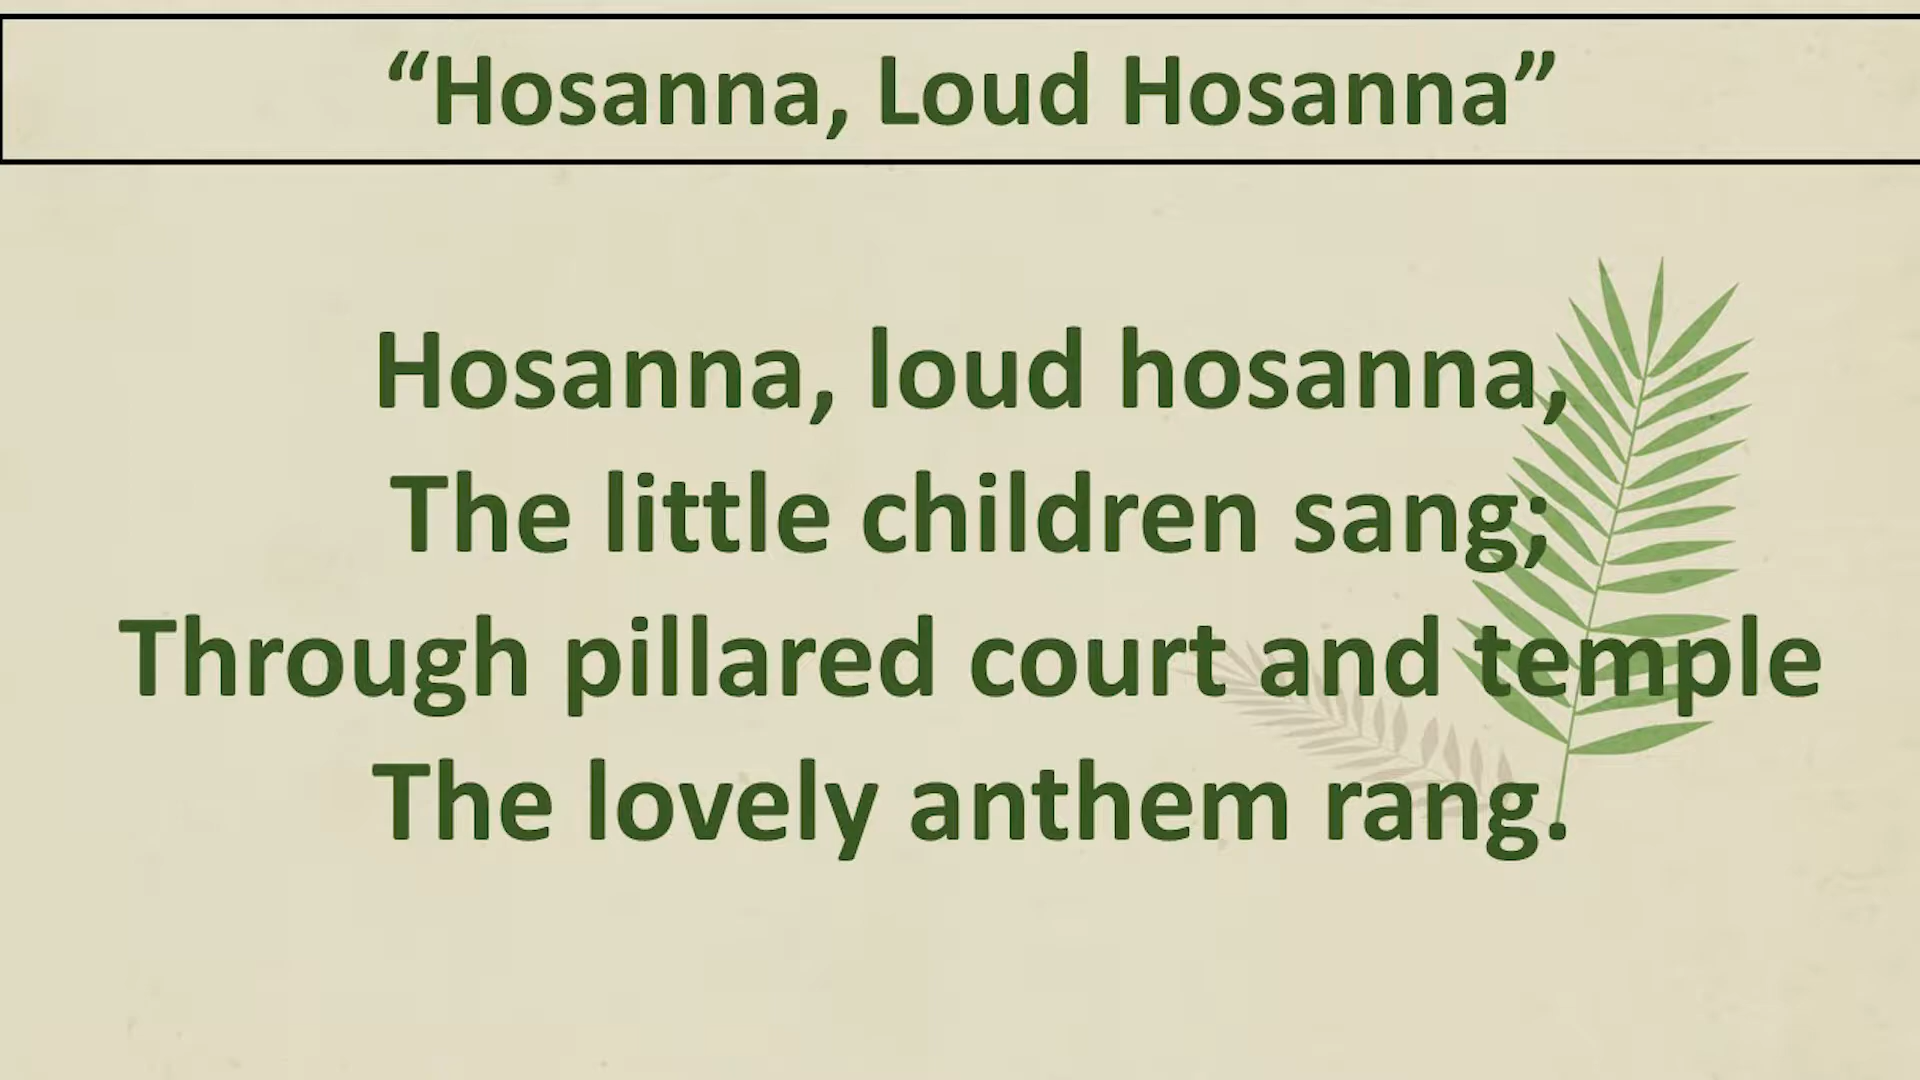 “Hosanna, Loud Hosanna”
Hosanna, loud hosanna,
The little children sang;
Through pillared court and temple
The lovely anthem rang.